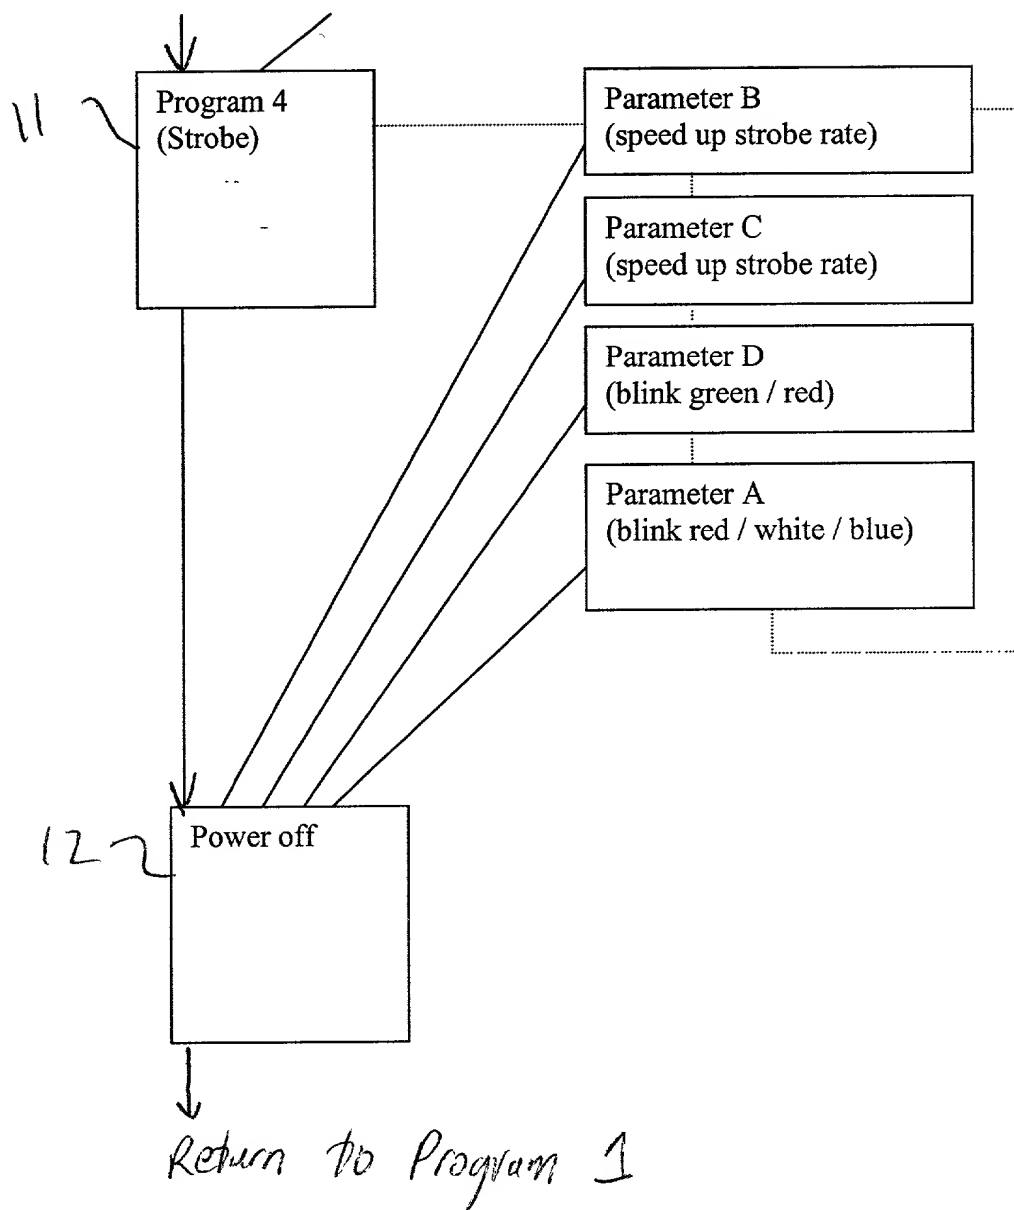 11
Program 4
(Strobe)
Parameter B
(speed up strobe rate)
Parameter C
(speed up strobe rate)
Parameter D
(blink green / red)
Parameter A
(blink red / white / blue)
12
Power off
Return to Program 1